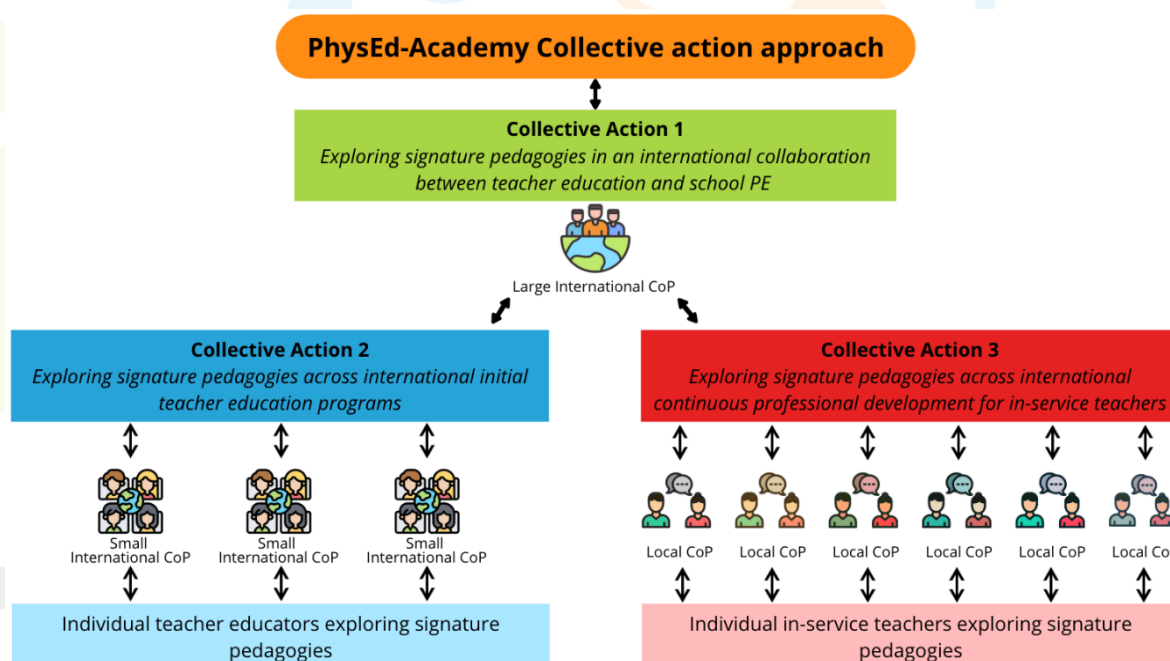 PhysEd-Academy Collective action approach
Collective Action 1
Exploring signature pedagogies in an international collaboration
between teacher education and school PE
Large International CoP
Collective Action 2
Exploring signature pedagogies across international initial
teacher education programs
Collective Action 3
Exploring signature pedagogies across international
continuous professional development for in-service teachers
Small
International CoP
Small
International CoP
Small
International CoP
Local CoP
Local CoP
Local CoP
Local CoP
Local CoP
Local Co
Individual teacher educators exploring signature
pedagogies
Individual in-service teachers exploring signature
pedagogies